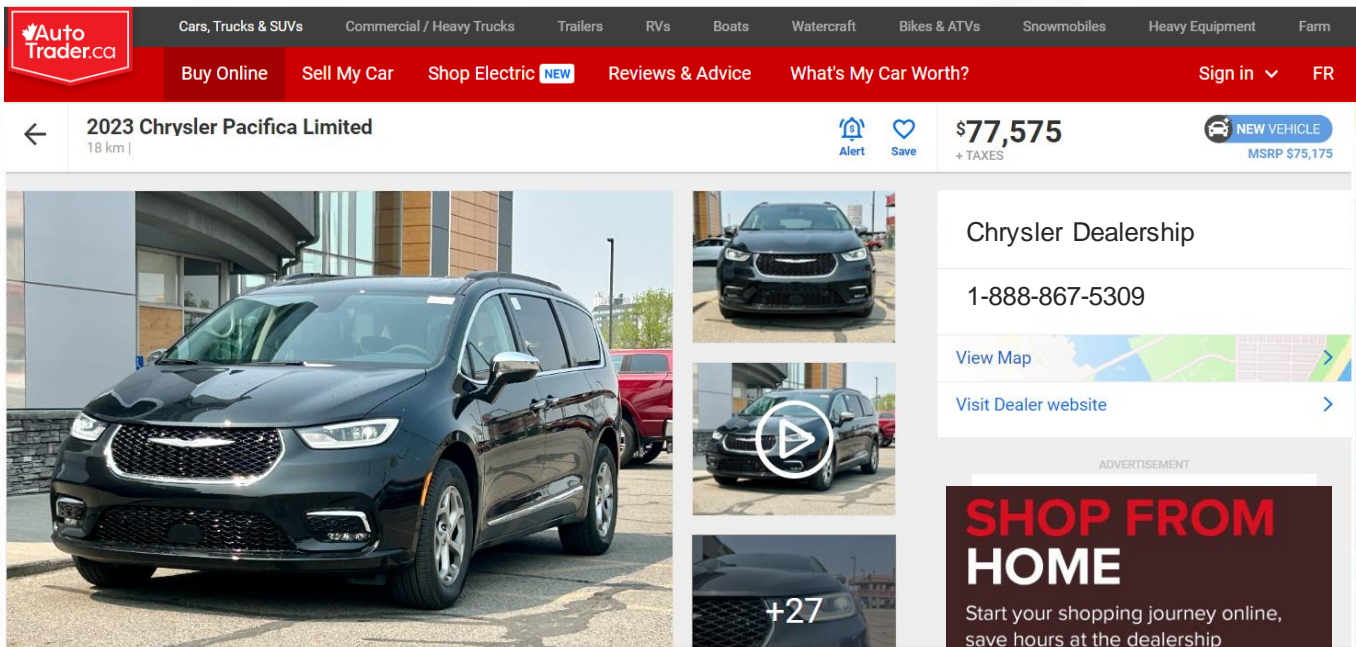 Auto
Trader.ca
Cars, Trucks & SUVs Commercial / Heavy Trucks Trailers RVs Boats Watercraft Bikes & ATVs Snowmobiles Heavy Equipment Farm
Buy Online Sell My Car Shop Electric NEW Reviews & Advice What's My Car Worth? Sign in FR
2023 Chrysler Pacifica Limited
18 km |
Alert Save
$77,575
+ TAXES
NEW VEHICLE
MSRP $75,175
Chrysler Dealership
1-888-867-5309
View Map
Visit Dealer website
+27
ADVERTISEMENT
SHOP FROM
HOME
Start your shopping journey online,
save hours at the dealership